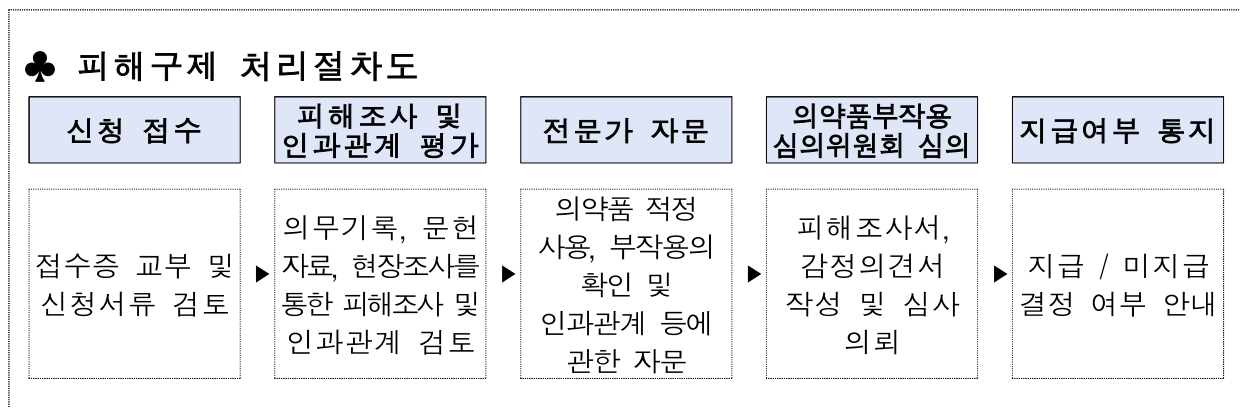 ♣ 피해구제 처리절차도
신청 접수
접수증 교부 및
신청서류 검토
▶
피해조사 및
인과관계 평가
의무기록, 문헌
자료, 현장조사를
통한 피해조사 및
인과관계 검토
▶
전문가 자문
의약품 적정
사용, 부작용의
확인 및
인과관계 등에
관한 자문
▶
의약품부작용
심의위원회 심의
피해조사서,
감정의견서
작성 및 심사
의뢰
▶
지급여부 통지
지급 / 미지급
결정 여부 안내